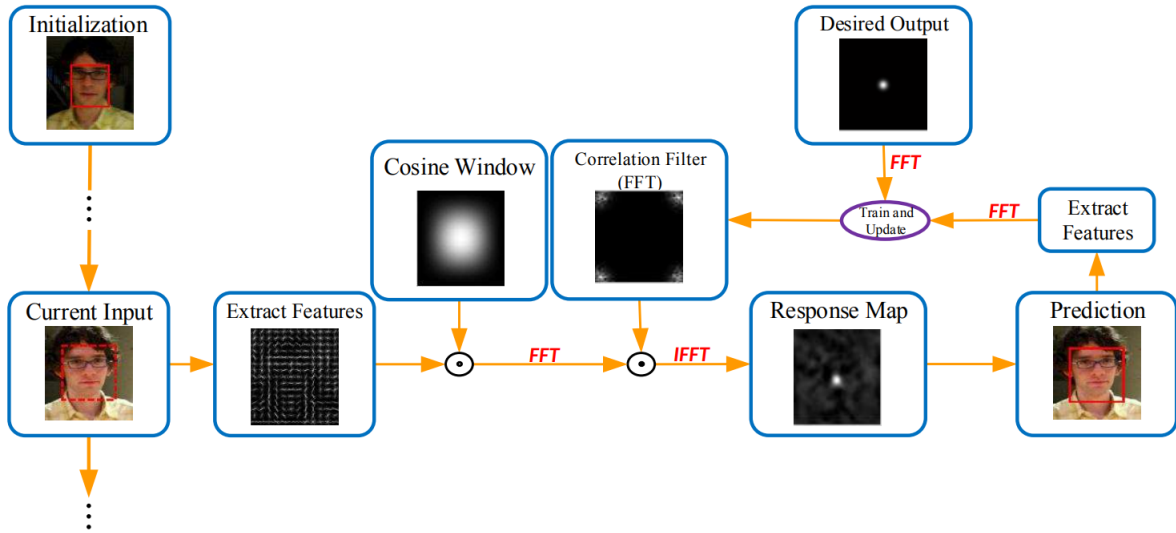 Initialization
Desired Output
FFT
Cosine Window
Correlation Filter
(FFT)
Train and
Update
FFT
Extract
Features
Current Input
Extract Features
FFT
IFFT
Response Map
Prediction